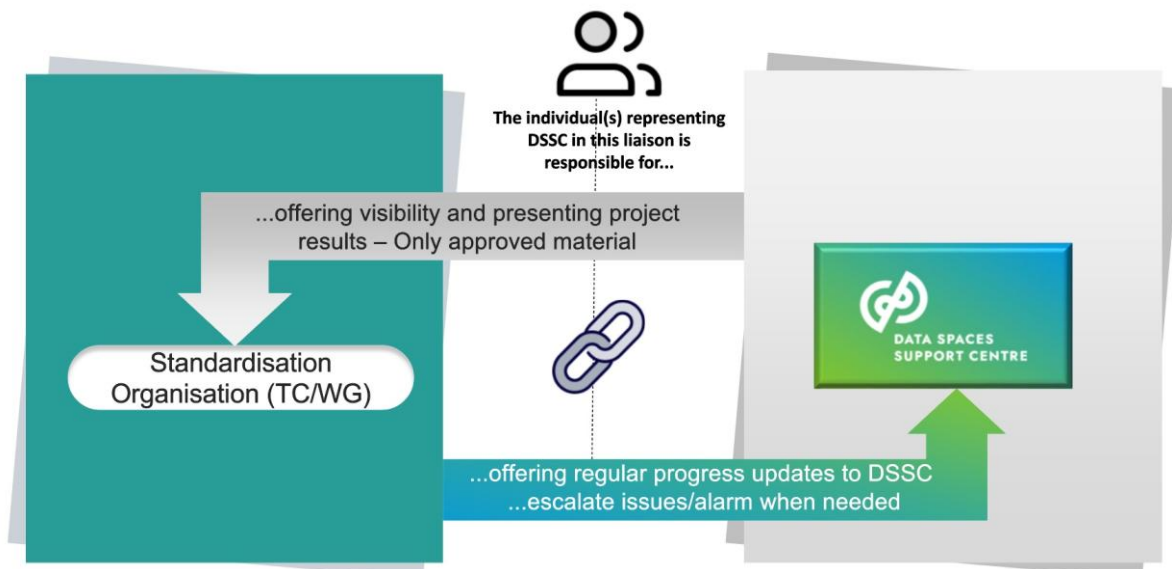 The individual(s) representing
DSSC in this liaison is
responsible for...
...offering visibility and presenting project
results – Only approved material
Standardisation
Organisation (TC/WG)
DATA SPACES
SUPPORT CENTRE
...offering regular progress updates to DSSC
...escalate issues/alarm when needed